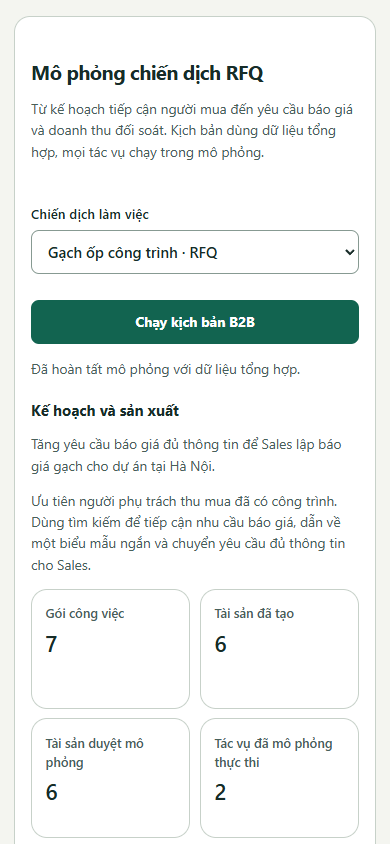 Mô phỏng chiến dịch RFQ
Từ kế hoạch tiếp cận người mua đến yêu cầu báo giá
và doanh thu đối soát. Kịch bản dùng dữ liệu tổng
hợp, mọi tác vụ chạy trong mô phỏng.
Chiến dịch làm việc
Gạch ốp công trình · RFQ
Chạy kịch bản B2B
Đã hoàn tất mô phỏng với dữ liệu tổng hợp.
Kế hoạch và sản xuất
Tăng yêu cầu báo giá đủ thông tin để Sales lập báo
giá gạch cho dự án tại Hà Nội.
Ưu tiên người phụ trách thu mua đã có công trình.
Dùng tìm kiếm để tiếp cận nhu cầu báo giá, dẫn về
một biểu mẫu ngắn và chuyển yêu cầu đủ thông tin
cho Sales.
Gói công việc
7
Tài sản đã tạo
6
Tài sản duyệt mô
phỏng
6
Tác vụ đã mô phỏng
thực thi
2